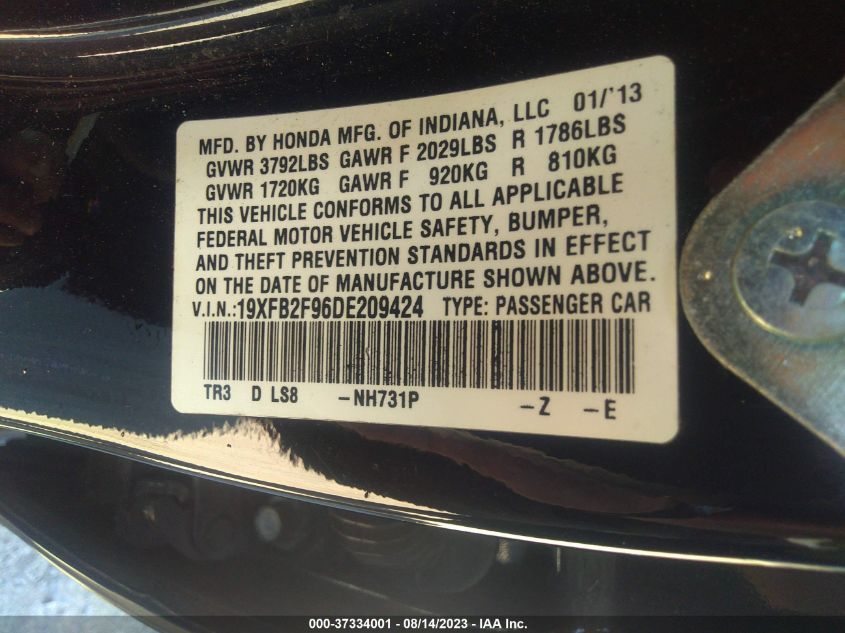 MFD. BY HONDA MFG. OF INDIANA, LLC 01/'13
GVWR 3792LBS GAWR F 2029LBS R 1786LBS
GVWR 1720KG GAWR F 920KG R 810KG
THIS VEHICLE CONFORMS TO ALL APPLICABLE
FEDERAL MOTOR VEHICLE SAFETY, BUMPER,
AND THEFT PREVENTION STANDARDS IN EFFECT
ON THE DATE OF MANUFACTURE SHOWN ABOVE.
V.I.N.:19XFB2F96DE209424 TYPE: PASSENGER CAR
TR3 D LS8 -NH731P -Z -E
000-37334001 - 08/14/2023 - IAA Inc.